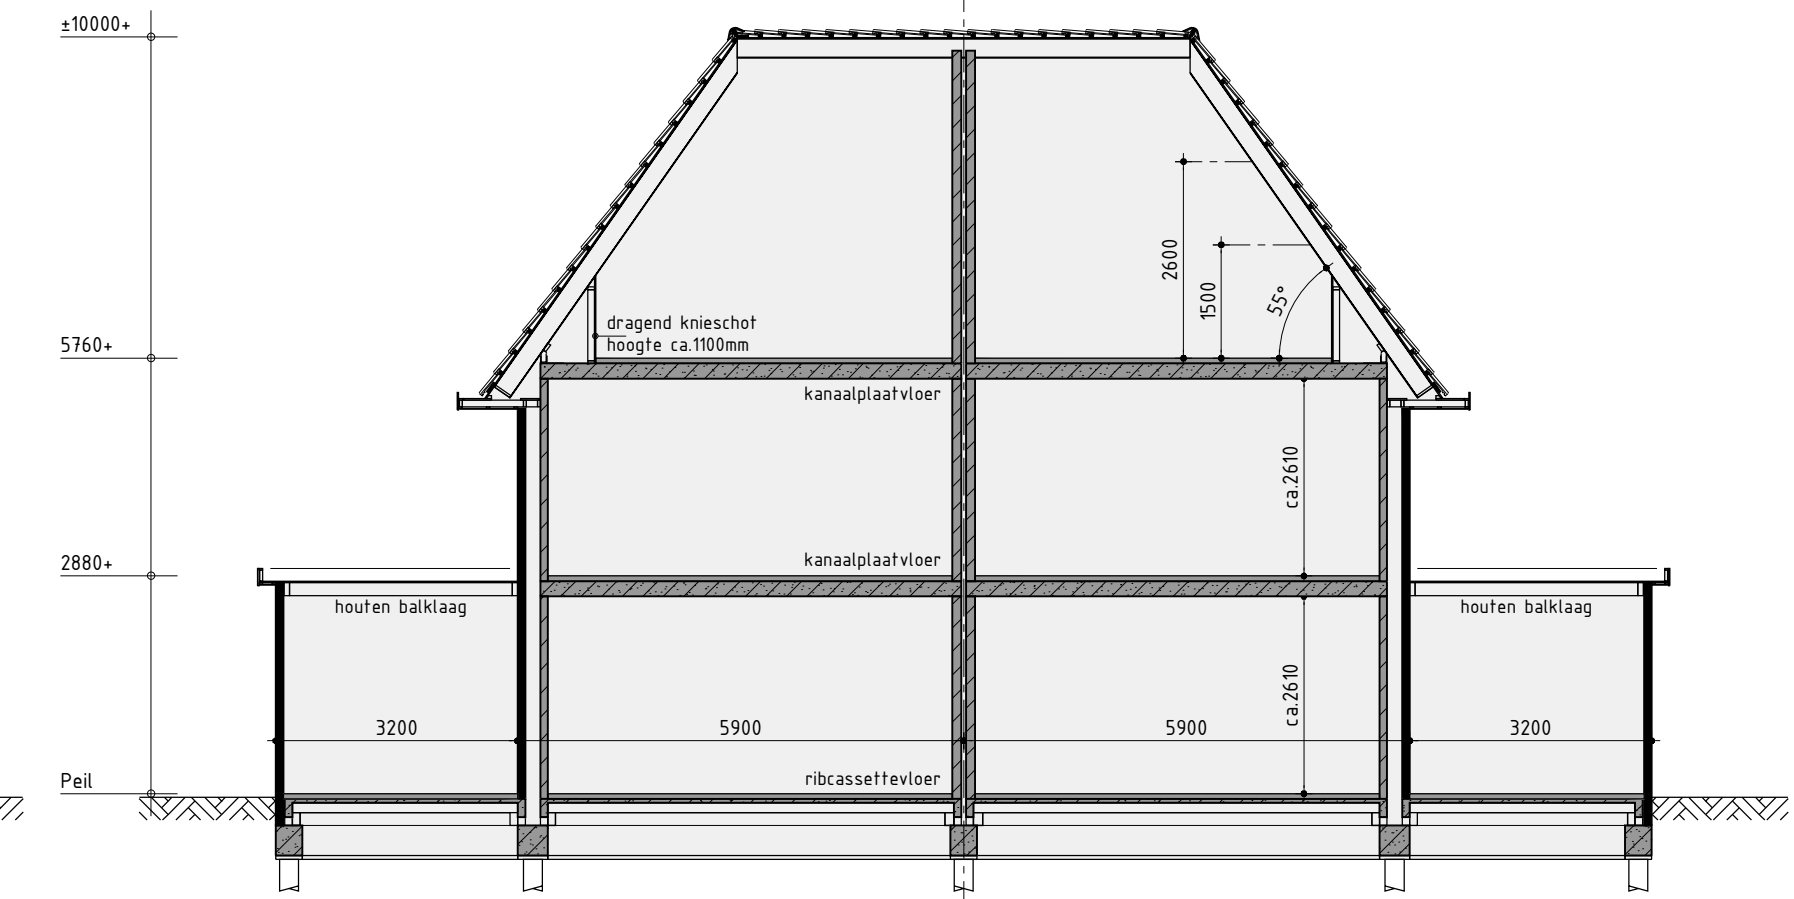 ±10000+
2600
1500
55°
dragend knieschot
hoogte ca.1100mm
5760+
kanaalplaatvloer
ca.2610
kanaalplaatvloer
2880+
houten balklaag
houten balklaag
ca.2610
3200
5900
5900
3200
Peil
ribcassettevloer